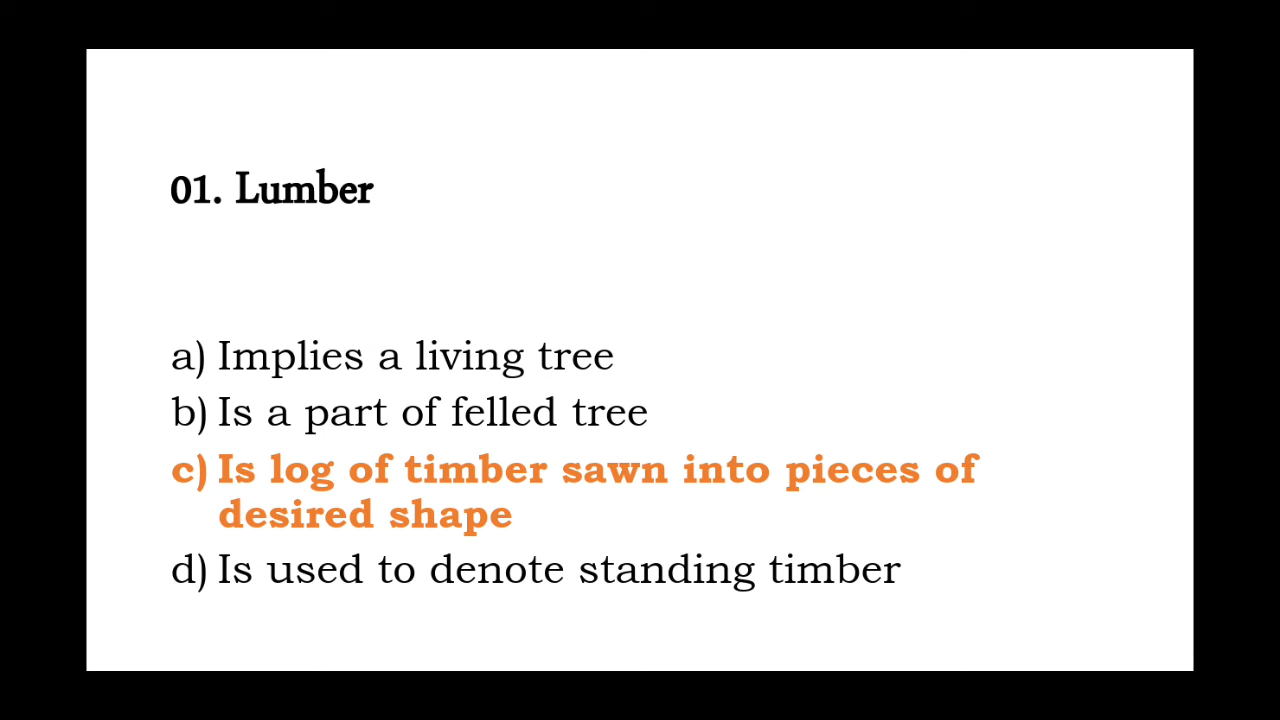 01. Lumber
a) Implies a living tree
b) Is a part of felled tree
c) Is log of timber sawn into pieces of
desired shape
d) Is used to denote standing timber